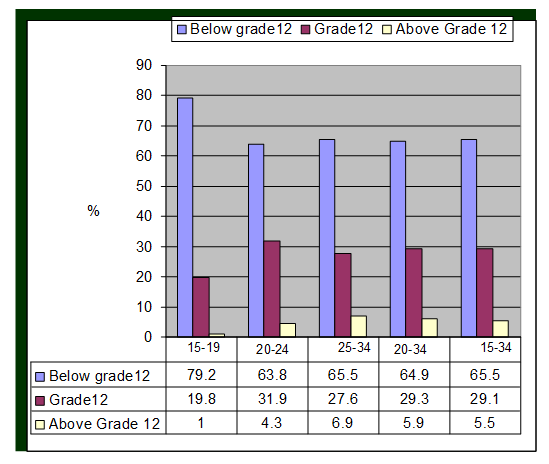 Below grade12 Grade12 Above Grade 12
90
80
70
60
50
40
30
20
10
0
%
15-19 20-24 25-34 20-34 15-34
Below grade12 79.2 63.8 65.5 64.9 65.5
Grade12 19.8 31.9 27.6 29.3 29.1
Above Grade 12 1 4.3 6.9 5.9 5.5